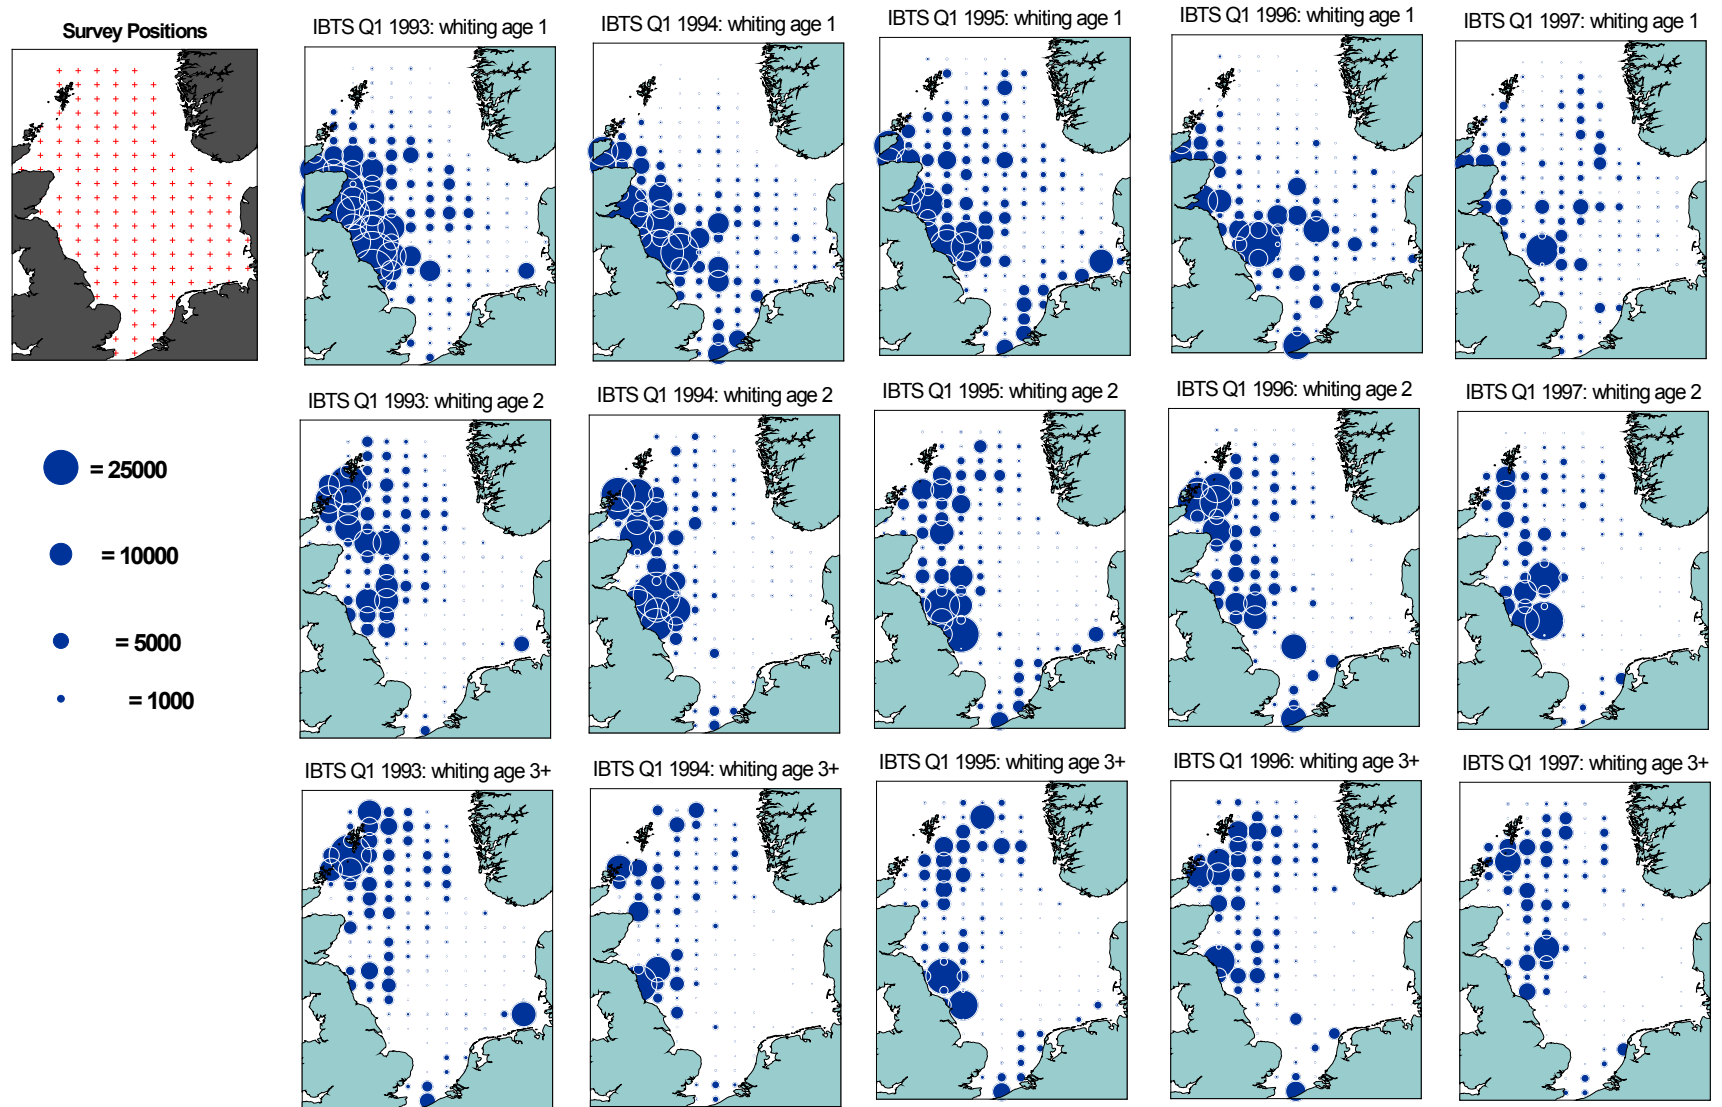 Survey Positions
IBTS Q1 1993: whiting age 1
IBTS Q1 1994: whiting age 1
IBTS Q1 1995: whiting age 1
IBTS Q1 1996: whiting age 1
IBTS Q1 1997: whiting age 1
IBTS Q1 1993: whiting age 2
IBTS Q1 1994: whiting age 2
IBTS Q1 1995: whiting age 2
IBTS Q1 1996: whiting age 2
IBTS Q1 1997: whiting age 2
= 25000
= 10000
= 5000
= 1000
IBTS Q1 1993: whiting age 3+
IBTS Q1 1994: whiting age 3+
IBTS Q1 1995: whiting age 3+
IBTS Q1 1996: whiting age 3+
IBTS Q1 1997: whiting age 3+